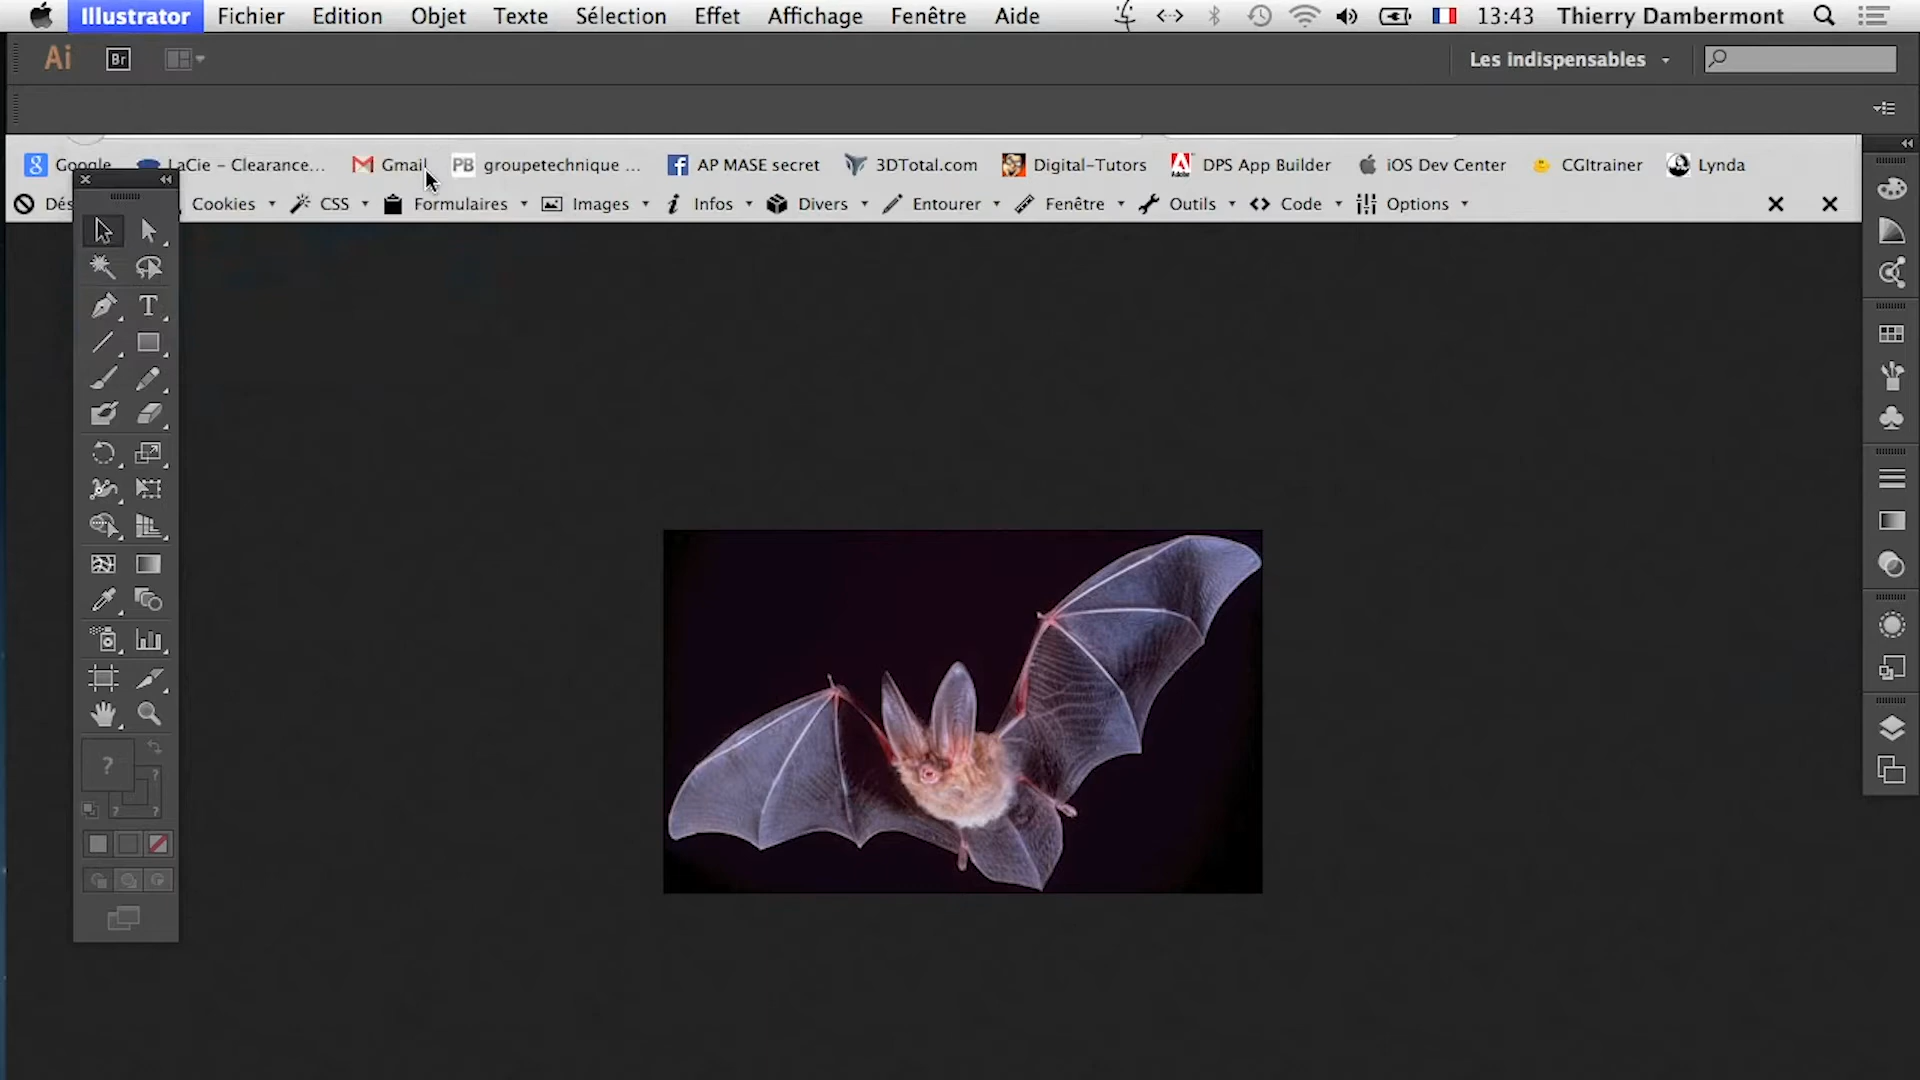 Illustrator Fichier Edition Objet Texte Sélection Effet Affichage Fenêtre Aide 13:43 Thierry Dambermont
Ai Br Les indispensables
Google LaCie – Clearance... Gmail PB groupetechnique ... AP MASE secret 3DTotal.com Digital-Tutors DPS App Builder iOS Dev Center CGItrainer Lynda
Dés Cookies CSS Formulaires Images Infos Divers Entourer Fenêtre Outils Code Options
T
?
?
? ?